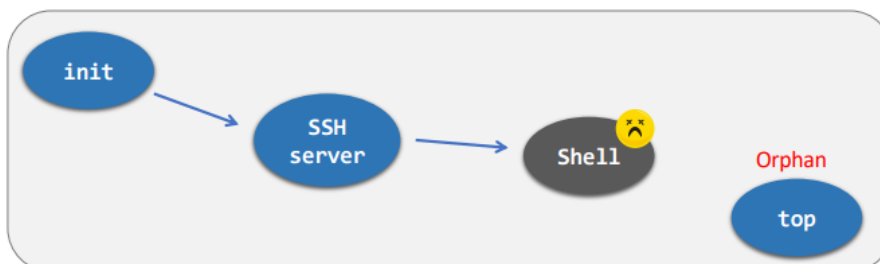 init
SSH
server
Shell
Orphan
top